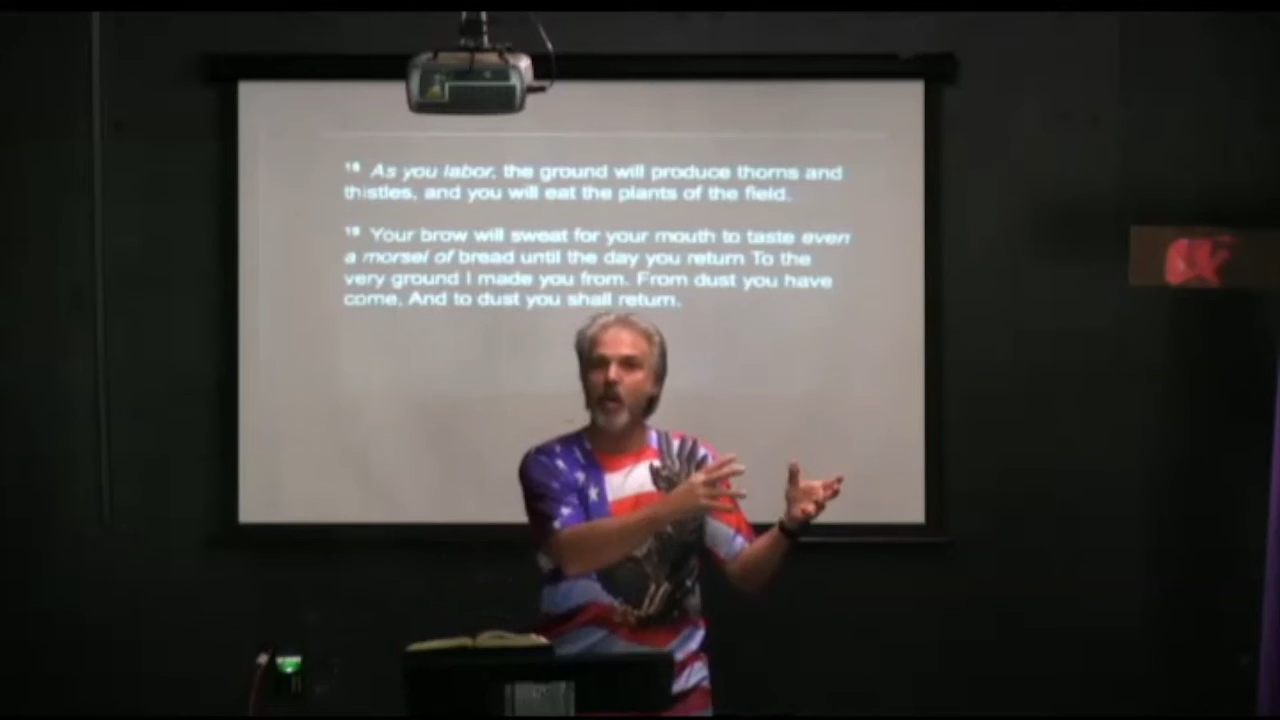 18 As you labor, the ground will produce thorns and
thistles, and you will eat the plants of the field.
19 Your brow will sweat for your mouth to taste even
a morsel of bread until the day you return To the
very ground I made you from. From dust you have
come, And to dust you shall return.